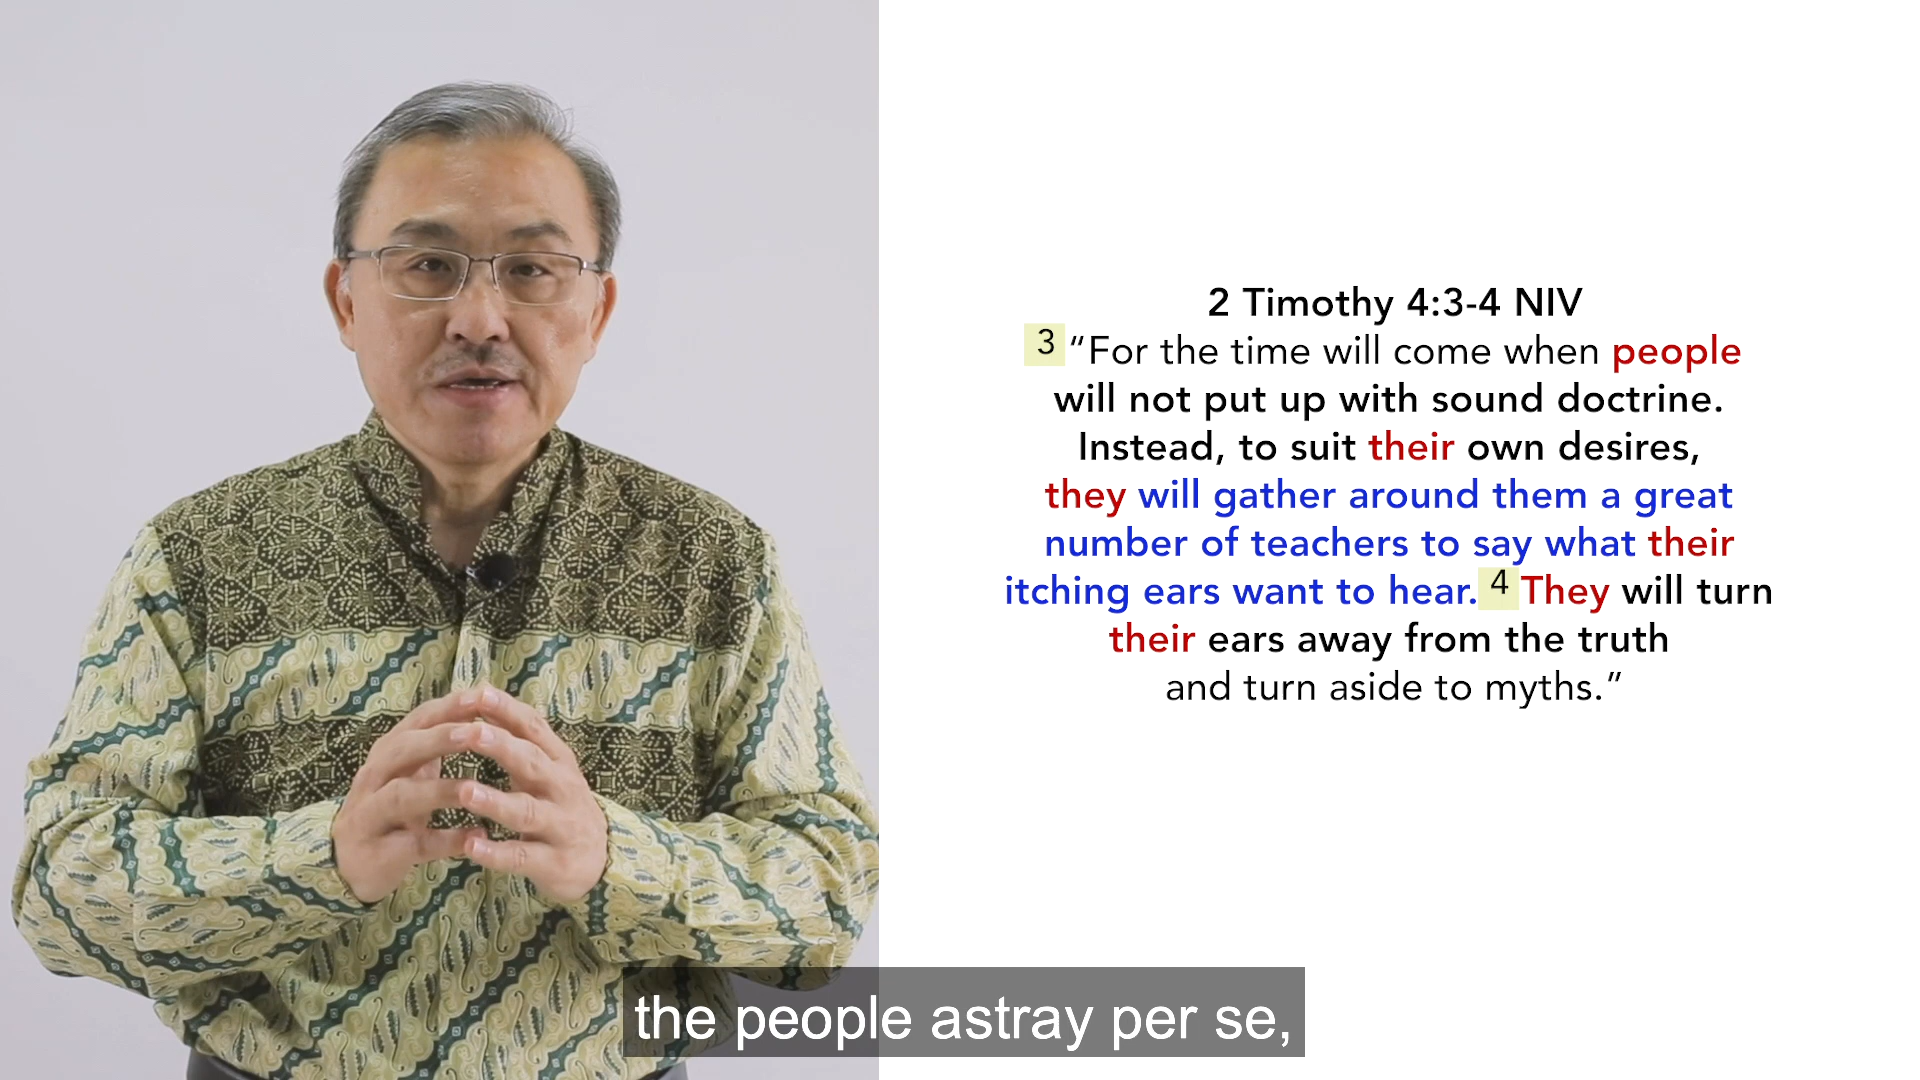 2 Timothy 4:3-4 NIV
3 “For the time will come when people
will not put up with sound doctrine.
Instead, to suit their own desires,
they will gather around them a great
number of teachers to say what their
itching ears want to hear. 4 They will turn
their ears away from the truth
and turn aside to myths.”
the people astray per se,